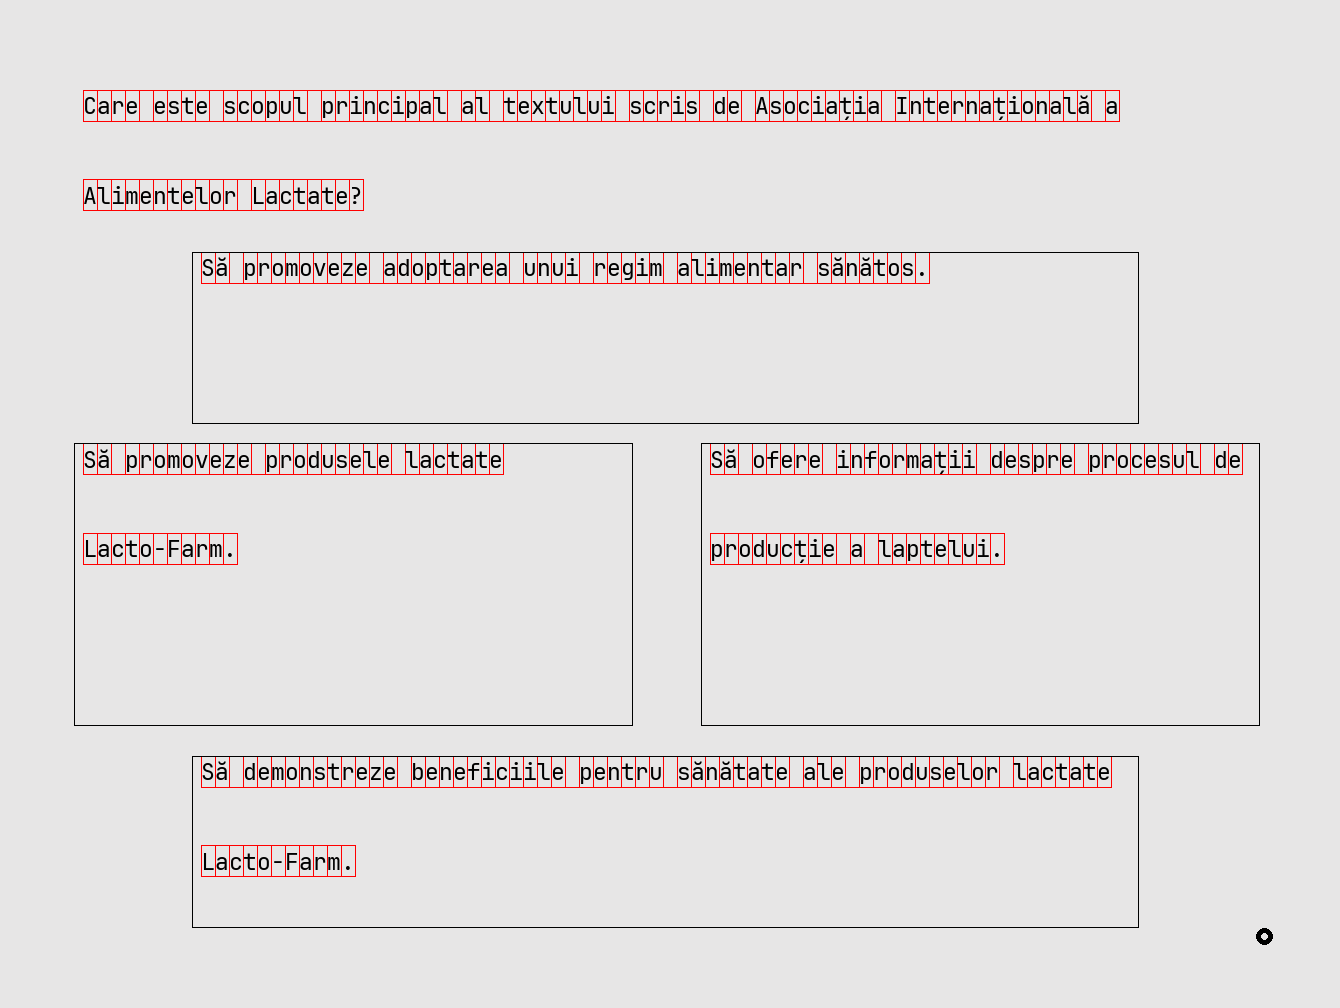 Care este scopul principal al textului scris de Asociația Internațională a
Alimentelor Lactate?
Să promoveze adoptarea unui regim alimentar sănătos.
Să promoveze produsele lactate
Lacto-Farm.
Să ofere informații despre procesul de
producție a laptelui.
Să demonstreze beneficiile pentru sănătate ale produselor lactate
Lacto-Farm.